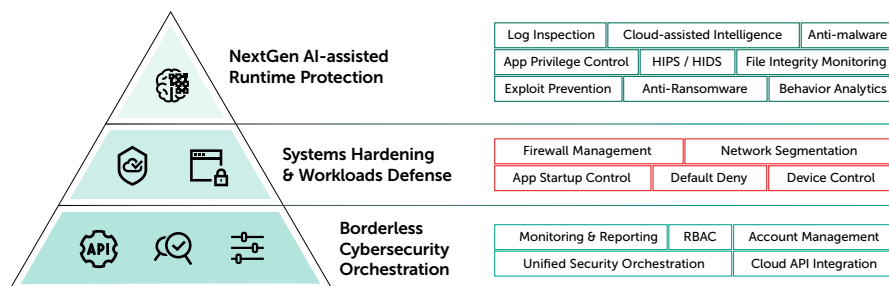 NextGen AI-assisted
Runtime Protection
Log Inspection Cloud-assisted Intelligence Anti-malware
App Privilege Control HIPS / HIDS File Integrity Monitoring
Exploit Prevention Anti-Ransomware Behavior Analytics
Systems Hardening
& Workloads Defense
Firewall Management Network Segmentation
App Startup Control Default Deny Device Control
API
Borderless
Cybersecurity
Orchestration
Monitoring & Reporting RBAC Account Management
Unified Security Orchestration Cloud API Integration